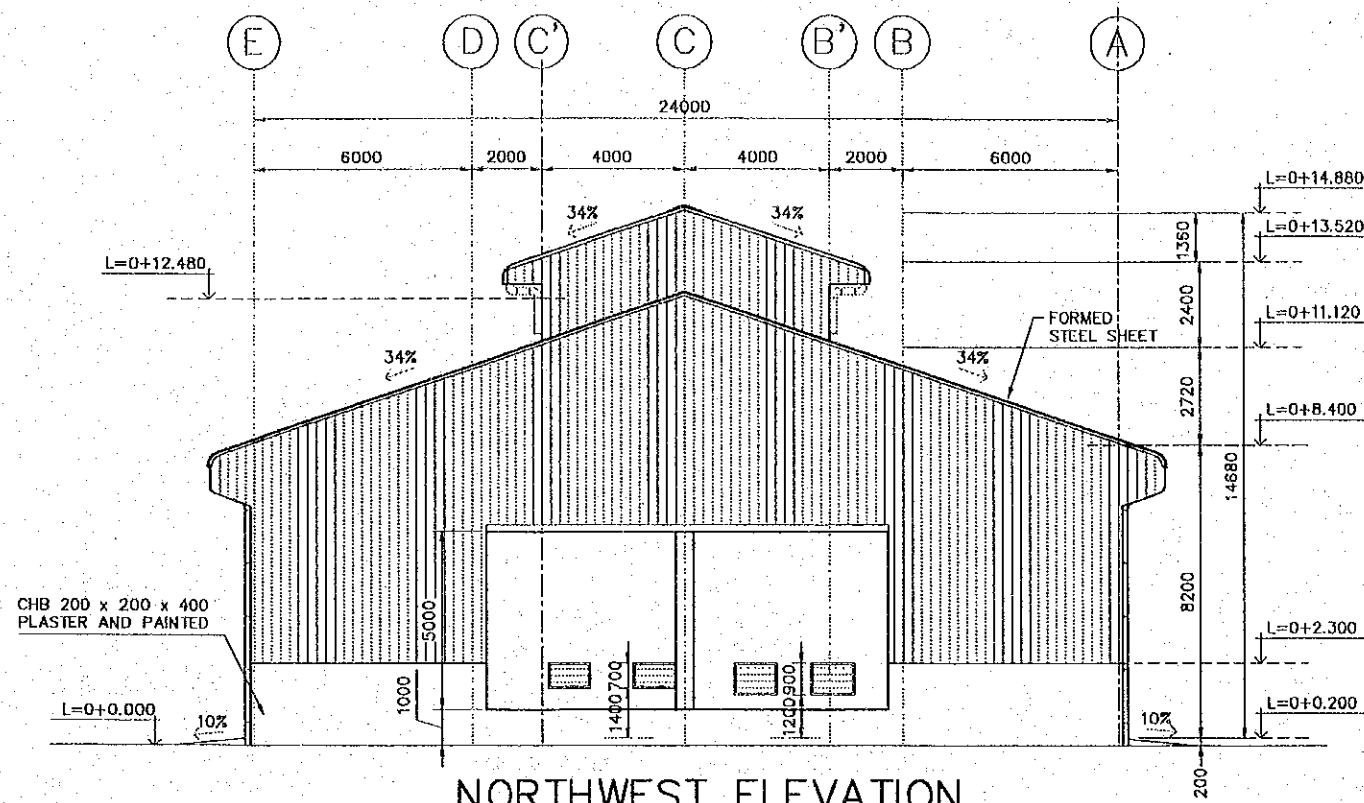 E D C' C B' B A
24000
6000 2000 4000 4000 2000 6000
L=0+14.880
34% 34%
L=0+13.520
1360
L=0+12.480
2400
FORMED
STEEL SHEET
L=0+11.120
34% 34%
2720
L=0+8.400
14680
CHB 200 x 200 x 400
PLASTER AND PAINTED
5000
8200
L=0+2.300
1000
1400 700
1200 900
L=0+0.000
10%
10%
L=0+0.200
200
NORTHWEST ELEVATION